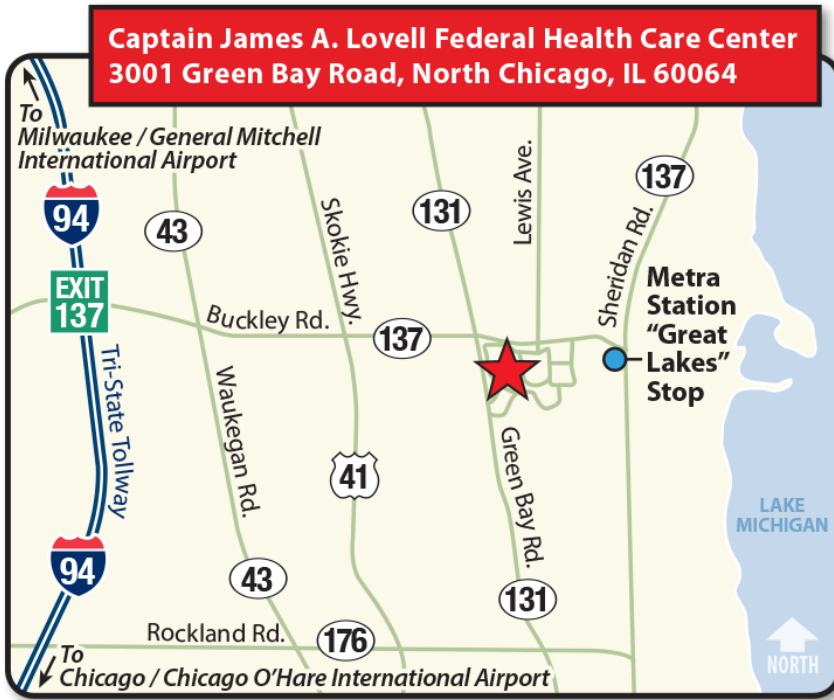 Captain James A. Lovell Federal Health Care Center
3001 Green Bay Road, North Chicago, IL 60064
To
Milwaukee / General Mitchell
International Airport
94
43
Skokie Hwy.
131
Lewis Ave.
137
Sheridan Rd.
EXIT
137
Buckley Rd.
137
Metra
Station
“Great
Lakes”
Stop
Tri-State Tollway
Waukegan Rd.
41
Green Bay Rd.
LAKE
MICHIGAN
94
43
131
Rockland Rd.
176
To
Chicago / Chicago O’Hare International Airport
NORTH